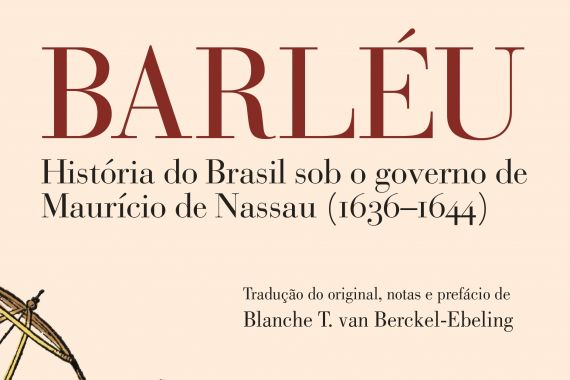 BARLÉU
História do Brasil sob o governo de
Maurício de Nassau (1636–1644)
Tradução do original, notas e prefácio de
Blanche T. van Berckel-Ebeling